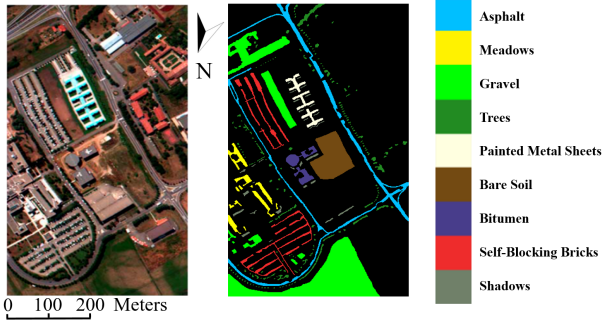 N
Asphalt
Meadows
Gravel
Trees
Painted Metal Sheets
Bare Soil
Bitumen
Self-Blocking Bricks
Shadows
0 100 200 Meters